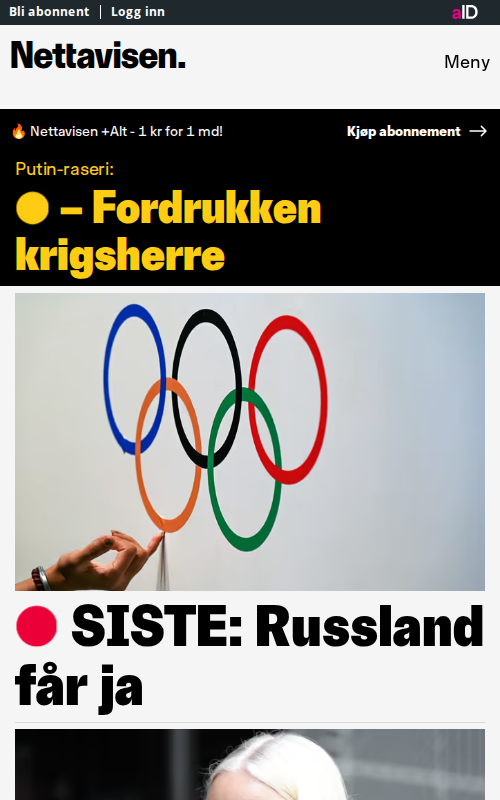 Bli abonnent | Logg inn
aID
Nettavisen.
Meny
🔥 Nettavisen +Alt - 1 kr for 1 md!
Kjøp abonnement →
Putin-raseri:
– Fordrukken
krigsherre
SISTE: Russland
får ja